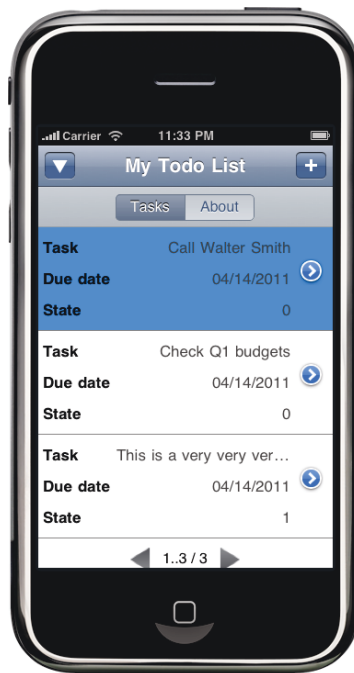 Carrier 11:33 PM
My Todo List +
Tasks About
Task Call Walter Smith
Due date 04/14/2011
State 0
Task Check Q1 budgets
Due date 04/14/2011
State 0
Task This is a very very ver...
Due date 04/14/2011
State 1
1..3 / 3